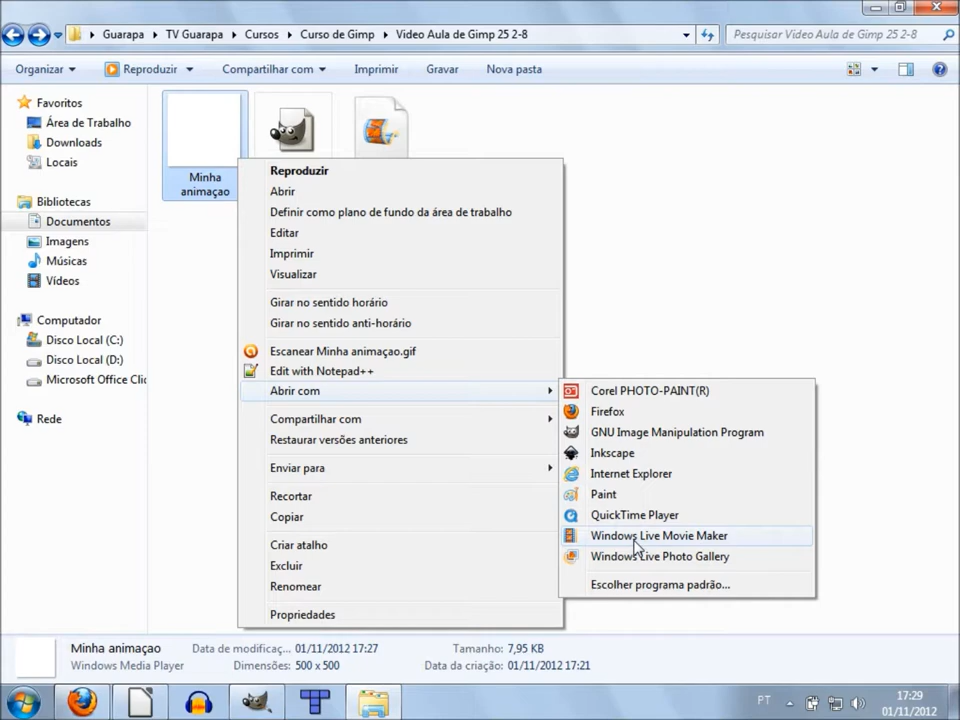 Guarapa ▸ TV Guarapa ▸ Cursos ▸ Curso de Gimp ▸ Video Aula de Gimp 25 2-8
Pesquisar Video Aula de Gimp 25 2-8
Organizar
Reproduzir
Compartilhar com
Imprimir
Gravar
Nova pasta
Favoritos
Área de Trabalho
Downloads
Locais
Bibliotecas
Documentos
Imagens
Músicas
Vídeos
Computador
Disco Local (C:)
Disco Local (D:)
Microsoft Office Clic
Rede
Minha
animaçao
Reproduzir
Abrir
Definir como plano de fundo da área de trabalho
Editar
Imprimir
Visualizar
Girar no sentido horário
Girar no sentido anti-horário
Escanear Minha animaçao.gif
Edit with Notepad++
Abrir com
Compartilhar com
Restaurar versões anteriores
Enviar para
Recortar
Copiar
Criar atalho
Excluir
Renomear
Propriedades
Corel PHOTO-PAINT(R)
Firefox
GNU Image Manipulation Program
Inkscape
Internet Explorer
Paint
QuickTime Player
Windows Live Movie Maker
Windows Live Photo Gallery
Escolher programa padrão...
Minha animaçao
Data de modificaç... 01/11/2012 17:27
Tamanho: 7,95 KB
Windows Media Player
Dimensões: 500 x 500
Data da criação: 01/11/2012 17:21
PT
17:29
01/11/2012